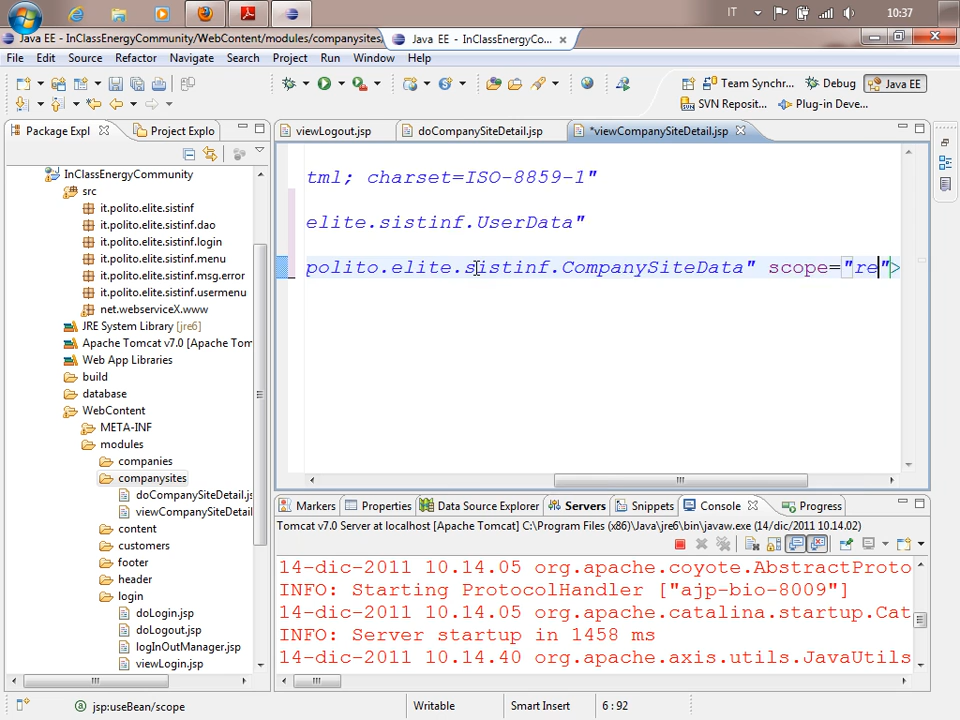 IT
10:37
Java EE - InClassEnergyCommunity/WebContent/modules/companysites.
Java EE - InClassEnergyCo...
File Edit Source Refactor Navigate Search Project Run Window Help
Team Synchr...
Debug
Java EE
SVN Reposit...
Plug-in Deve...
Package Expl
Project Explo
viewLogout.jsp
doCompanySiteDetail.jsp
*viewCompanySiteDetail.jsp
InClassEnergyCommunity
src
it.polito.elite.sistinf
it.polito.elite.sistinf.dao
it.polito.elite.sistinf.login
it.polito.elite.sistinf.menu
it.polito.elite.sistinf.msg.error
it.polito.elite.sistinf.usermenu
net.webserviceX.www
JRE System Library [jre6]
Apache Tomcat v7.0 [Apache Tom
Web App Libraries
build
database
WebContent
META-INF
modules
companies
companysites
doCompanySiteDetail.js
viewCompanySiteDetail
content
customers
footer
header
login
doLogin.jsp
doLogout.jsp
logInOutManager.jsp
viewLogin.jsp
tml; charset=ISO-8859-1"
elite.sistinf.UserData"
polito.elite.sistinf.CompanySiteData" scope="re">
Markers
Properties
Data Source Explorer
Servers
Snippets
Console
Progress
Tomcat v7.0 Server at localhost [Apache Tomcat] C:\Program Files (x86)\Java\jre6\bin\javaw.exe (14/dic/2011 10.14.02)
14-dic-2011 10.14.05 org.apache.coyote.AbstractProto
INFO: Starting ProtocolHandler ["ajp-bio-8009"]
14-dic-2011 10.14.05 org.apache.catalina.startup.Cat
INFO: Server startup in 1458 ms
14-dic-2011 10.14.40 org.apache.axis.utils.JavaUtils
jsp:useBean/scope
Writable
Smart Insert
6 : 92